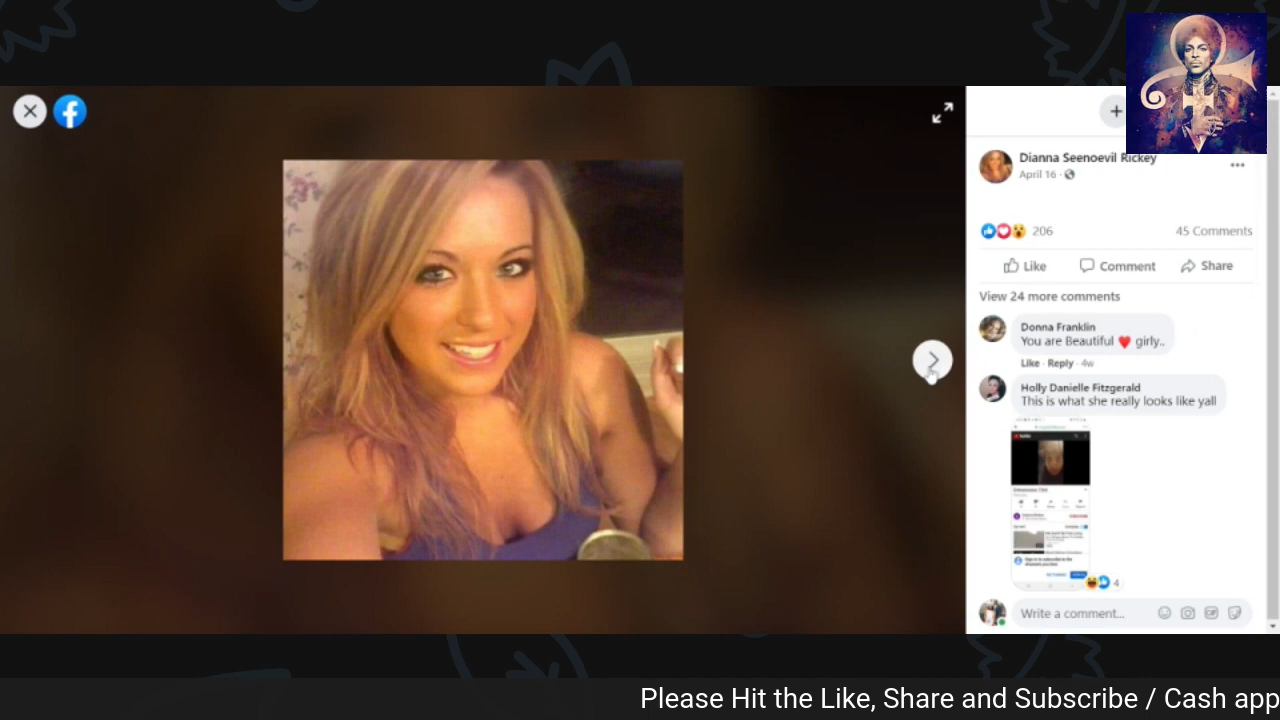 Dianna Seenoevil Rickey
April 16
206
45 Comments
Like
Comment
Share
View 24 more comments
Donna Franklin
You are Beautiful ❤️ girly..
Like · Reply · 4w
Holly Danielle Fitzgerald
This is what she really looks like yall
4
Write a comment...
Please Hit the Like, Share and Subscribe / Cash app